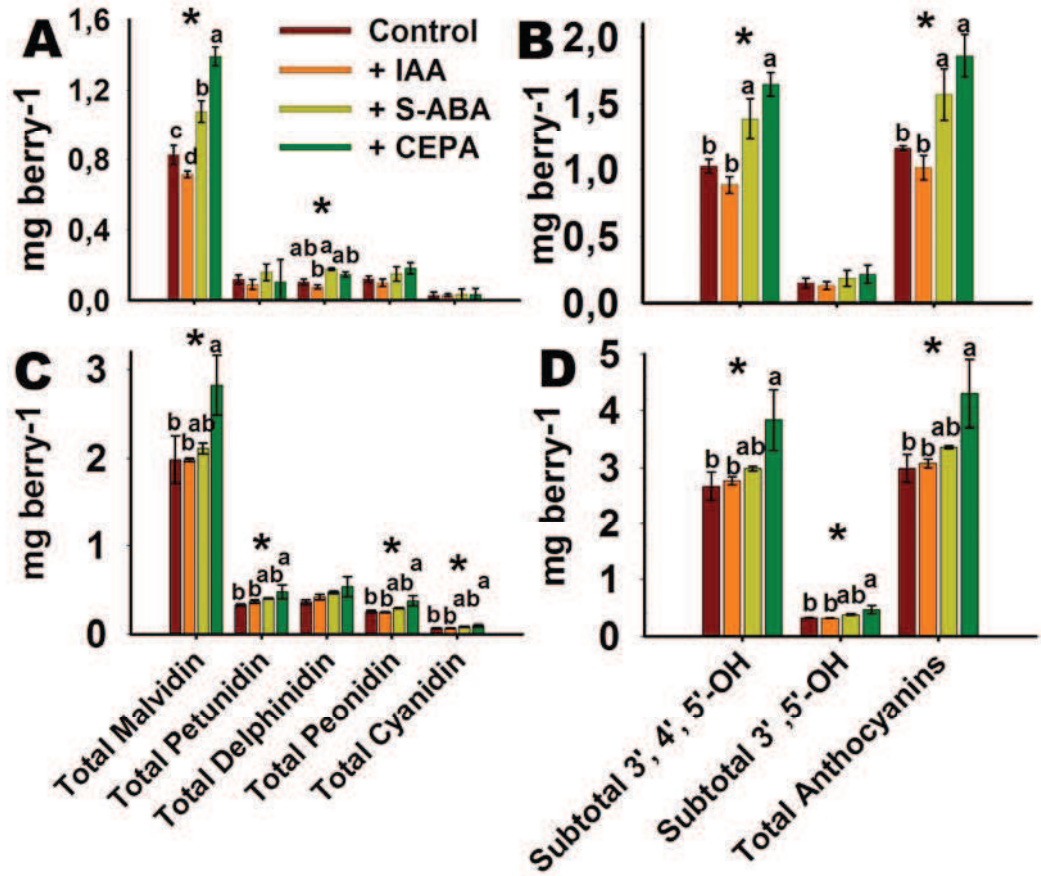 A
mg berry-1
1,6
1,2
0,8
0,4
0,0
*
c
d
b
a
*
ab
b
a
ab
Control
+ IAA
+ S-ABA
+ CEPA
B
mg berry-1
2,0
1,5
1,0
0,5
0,0
*
b
b
a
a
*
b
b
a
a
C
mg berry-1
3
2
1
0
*
b
b
ab
a
*
b
b
ab
a
*
b
b
ab
a
*
b
b
ab
a
Total Malvidin
Total Petunidin
Total Delphinidin
Total Peonidin
Total Cyanidin
D
mg berry-1
5
4
3
2
1
0
*
b
b
ab
a
*
b
b
ab
a
*
b
b
ab
a
Subtotal 3', 4', 5'-OH
Subtotal 3',5'-OH
Total Anthocyanins